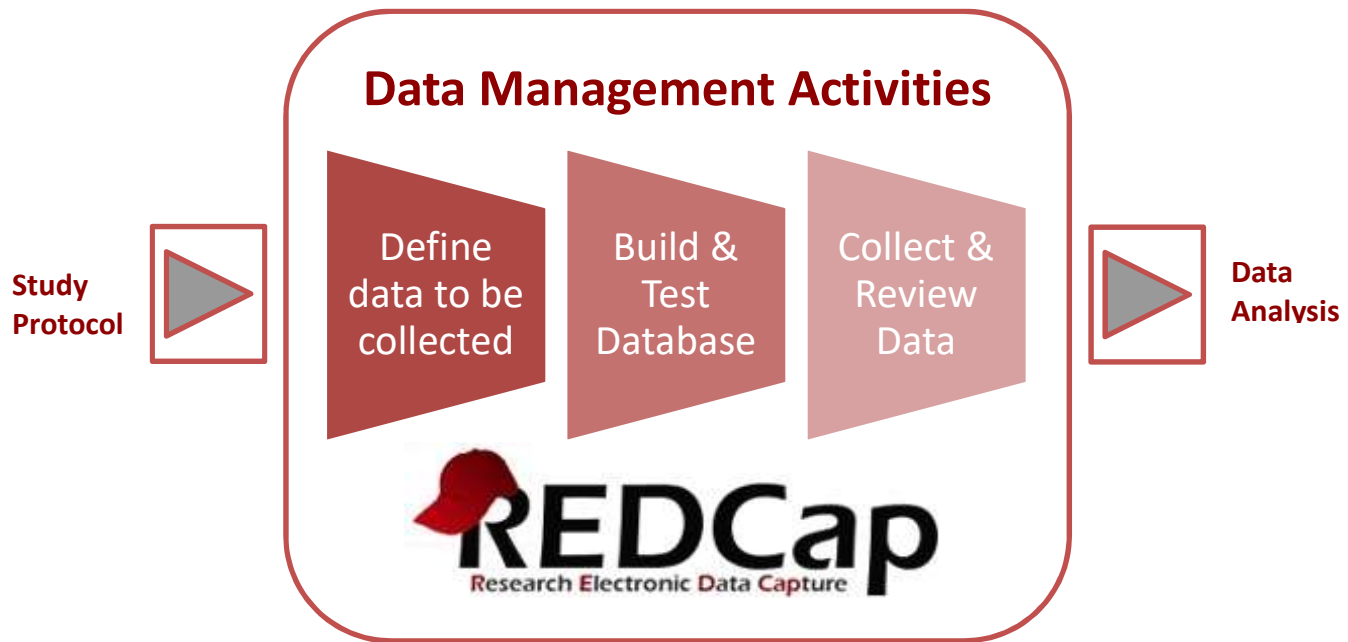 Data Management Activities
Study
Protocol
Define
data to be
collected
Build &
Test
Database
Collect &
Review
Data
Data
Analysis
REDCap
Research Electronic Data Capture